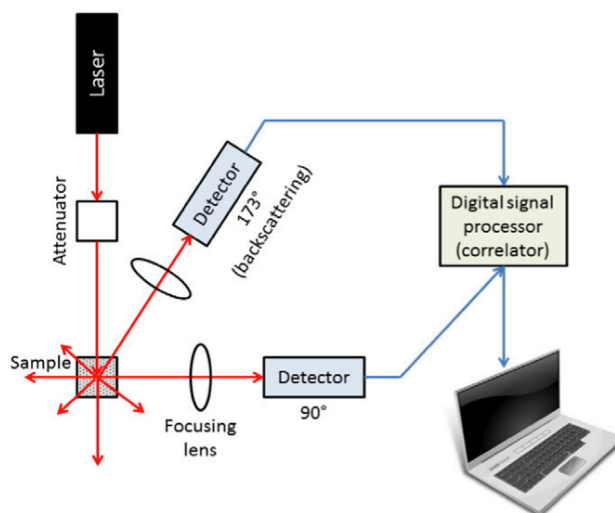 Laser
Attenuator
Detector
173°
(backscattering)
Digital signal
processor
(correlator)
Sample
Focusing
lens
Detector
90°